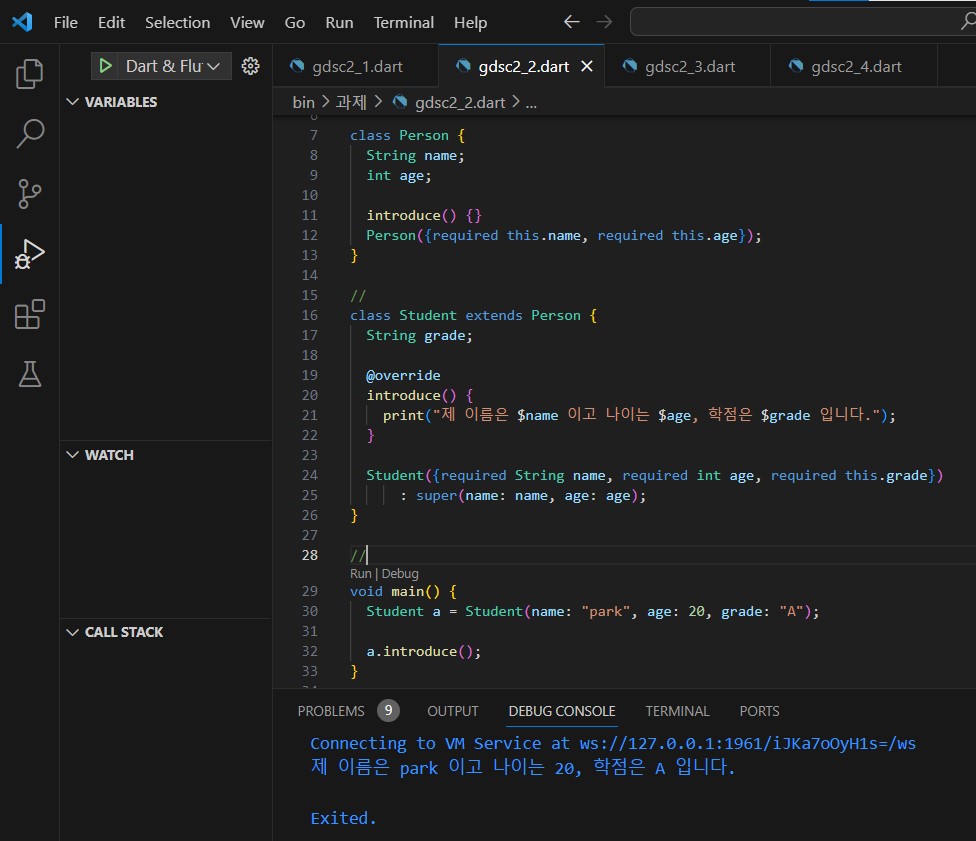 File Edit Selection View Go Run Terminal Help
Dart & Flu
gdsc2_1.dart gdsc2_2.dart gdsc2_3.dart gdsc2_4.dart
VARIABLES
bin > 과제 > gdsc2_2.dart > ...
7 class Person {
8 String name;
9 int age;
10
11 introduce() {}
12 Person({required this.name, required this.age});
13 }
14
15 //
16 class Student extends Person {
17 String grade;
18
19 @override
20 introduce() {
21 print("제 이름은 $name 이고 나이는 $age, 학점은 $grade 입니다.");
22 }
23
24 Student({required String name, required int age, required this.grade})
25 : super(name: name, age: age);
26 }
27
28 //
Run | Debug
29 void main() {
30 Student a = Student(name: "park", age: 20, grade: "A");
31
32 a.introduce();
33 }
WATCH
CALL STACK
PROBLEMS 9 OUTPUT DEBUG CONSOLE TERMINAL PORTS
Connecting to VM Service at ws://127.0.0.1:1961/iJKa7oOyH1s=/ws
제 이름은 park 이고 나이는 20, 학점은 A 입니다.
Exited.